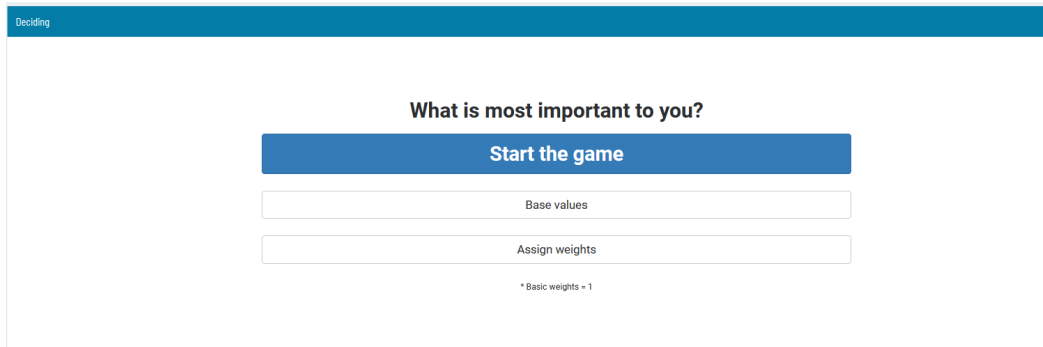 Deciding
What is most important to you?
Start the game
Base values
Assign weights
* Basic weights = 1